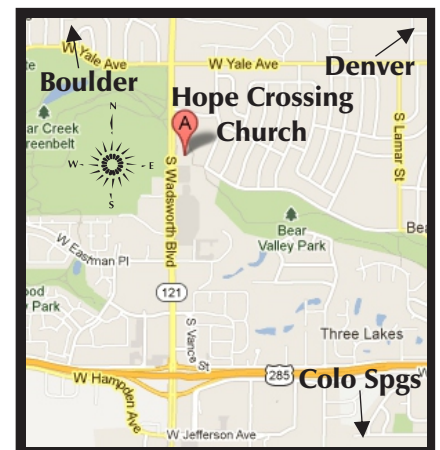 W Yale Ave
W Yale Ave
Boulder
Denver
Hope Crossing
Church
A
N
W
E
S
ar Creek
reenbelt
S Lamar St
S Wadsworth Blvd
Bear
Valley Park
Bea
W Eastman Pl
ood
Park
121
S Vance St
Three Lakes
285
Colo Spgs
W Hampden Ave
W Jefferson Ave